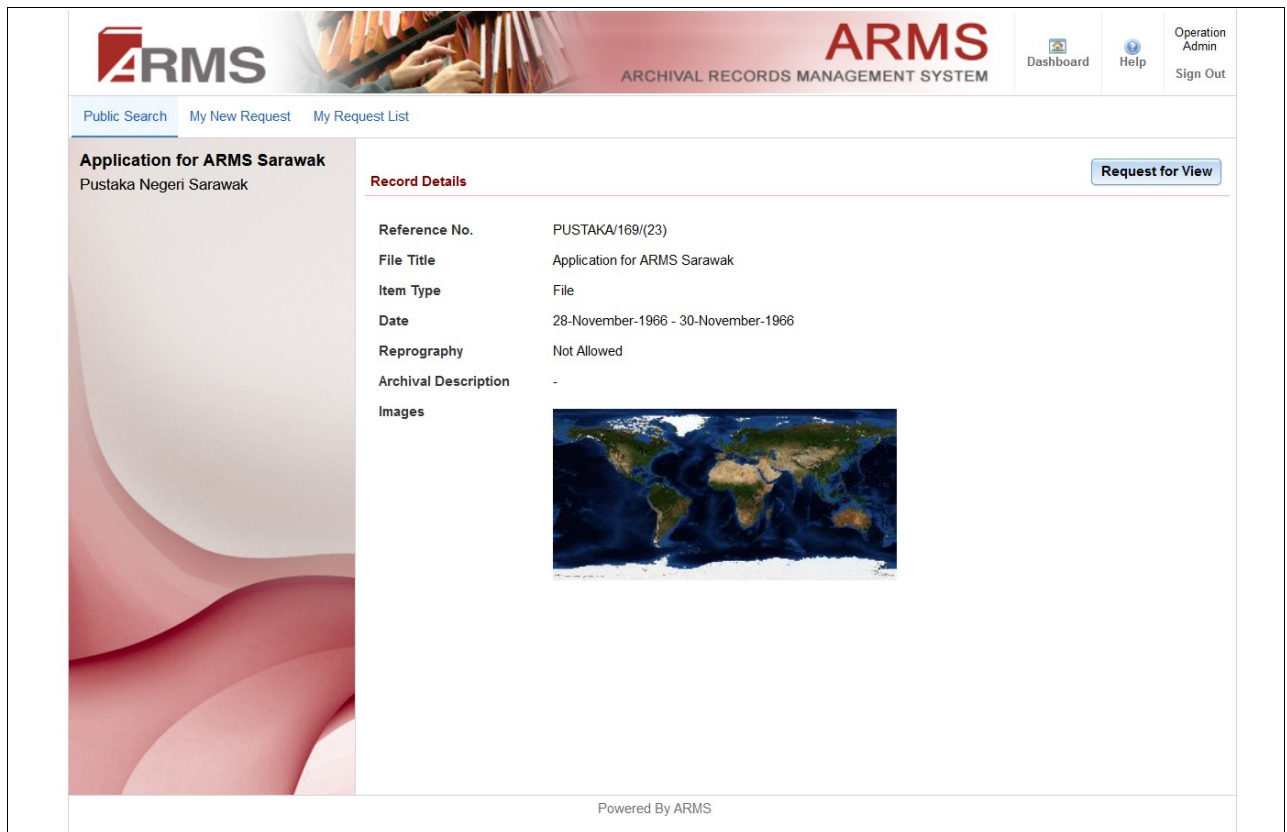 ARMS
ARMS
ARCHIVAL RECORDS MANAGEMENT SYSTEM
Dashboard
Help
Operation
Admin
Sign Out
Public Search My New Request My Request List
Application for ARMS Sarawak
Pustaka Negeri Sarawak
Record Details
Request for View
Reference No. PUSTAKA/169/(23)
File Title Application for ARMS Sarawak
Item Type File
Date 28-November-1966 - 30-November-1966
Reprography Not Allowed
Archival Description -
Images
Powered By ARMS